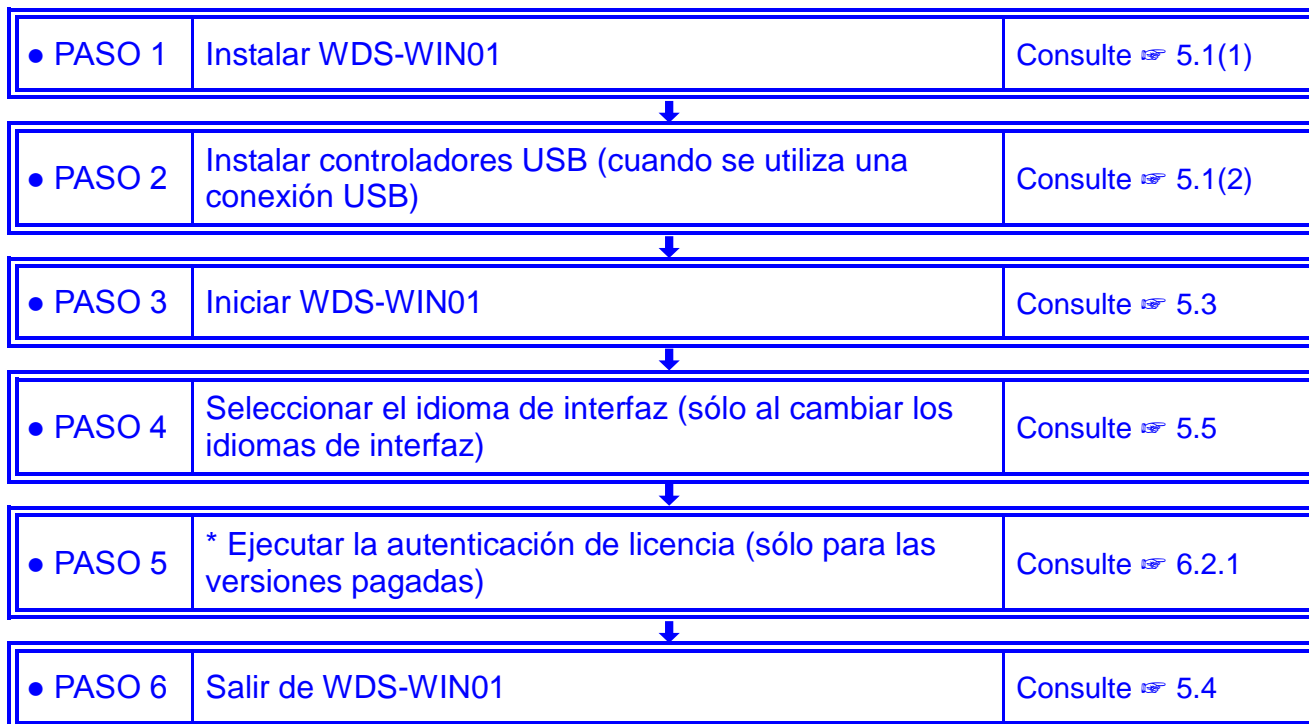 ● PASO 1 Instalar WDS-WIN01 Consulte ☞ 5.1(1)
⬇
● PASO 2 Instalar controladores USB (cuando se utiliza una conexión USB) Consulte ☞ 5.1(2)
⬇
● PASO 3 Iniciar WDS-WIN01 Consulte ☞ 5.3
⬇
● PASO 4 Seleccionar el idioma de interfaz (sólo al cambiar los idiomas de interfaz) Consulte ☞ 5.5
⬇
● PASO 5 * Ejecutar la autenticación de licencia (sólo para las versiones pagadas) Consulte ☞ 6.2.1
⬇
● PASO 6 Salir de WDS-WIN01 Consulte ☞ 5.4